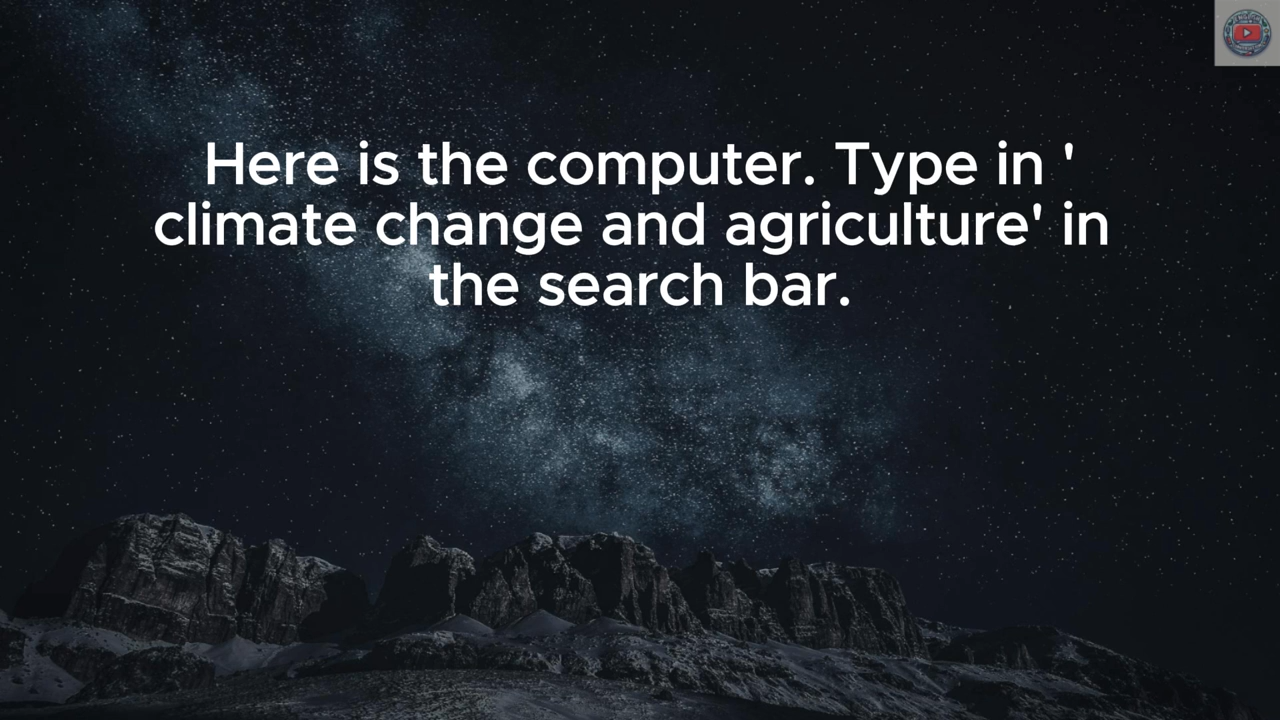 Here is the computer. Type in '
climate change and agriculture' in
the search bar.